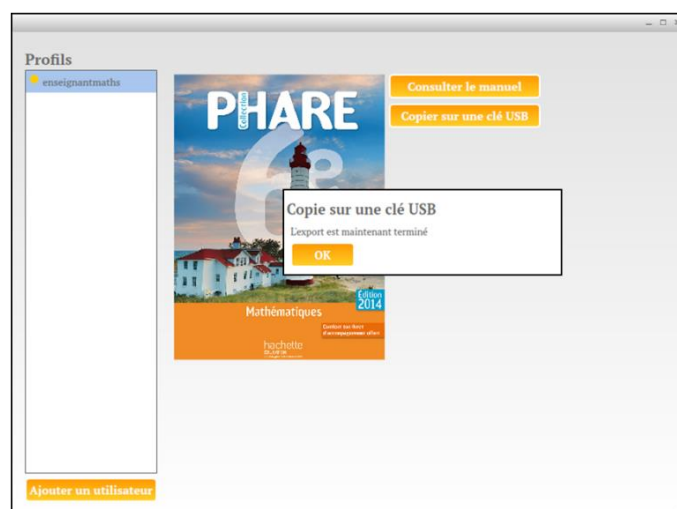 Profils
enseignantmaths
Collection
PHARE
6e
Consulter le manuel
Copier sur une clé USB
Copie sur une clé USB
L'export est maintenant terminé
OK
Édition
2014
Mathématiques
hachette
Ajouter un utilisateur